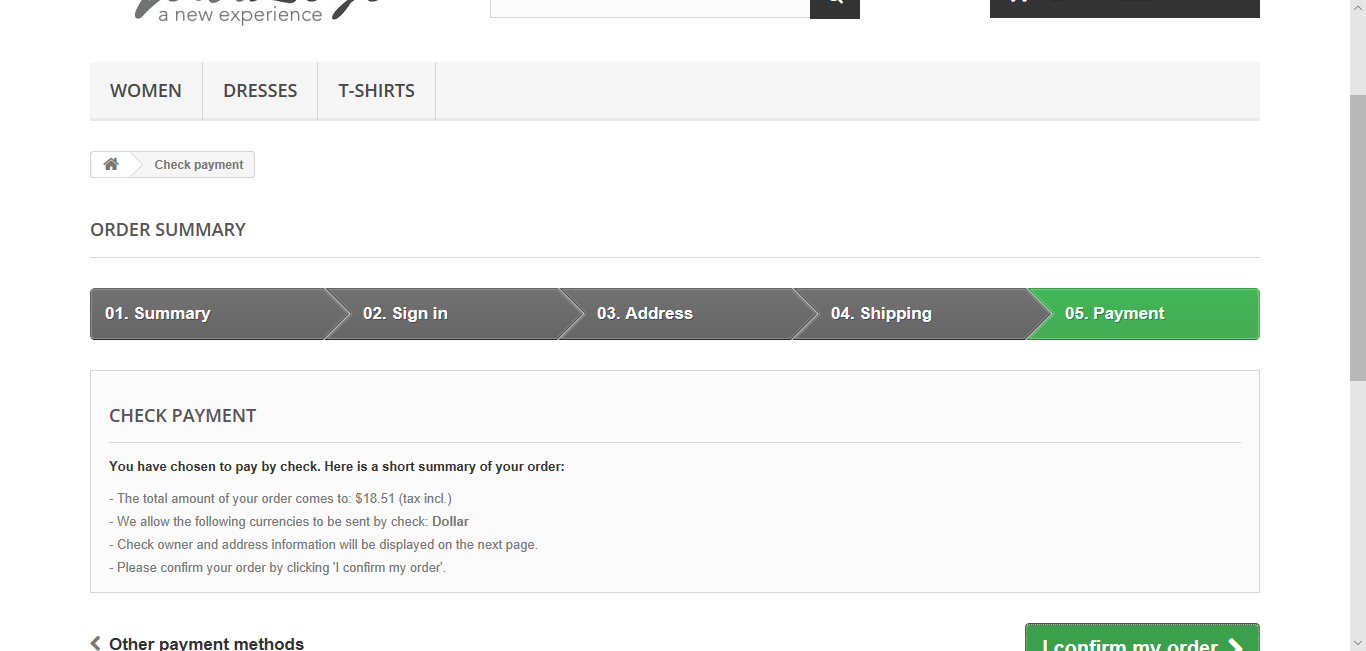 a new experience
WOMEN
DRESSES
T-SHIRTS
Check payment
ORDER SUMMARY
01. Summary
02. Sign in
03. Address
04. Shipping
05. Payment
CHECK PAYMENT
You have chosen to pay by check. Here is a short summary of your order:
- The total amount of your order comes to: $18.51 (tax incl.)
- We allow the following currencies to be sent by check: Dollar
- Check owner and address information will be displayed on the next page.
- Please confirm your order by clicking 'I confirm my order'.
Other payment methods
I confirm my order